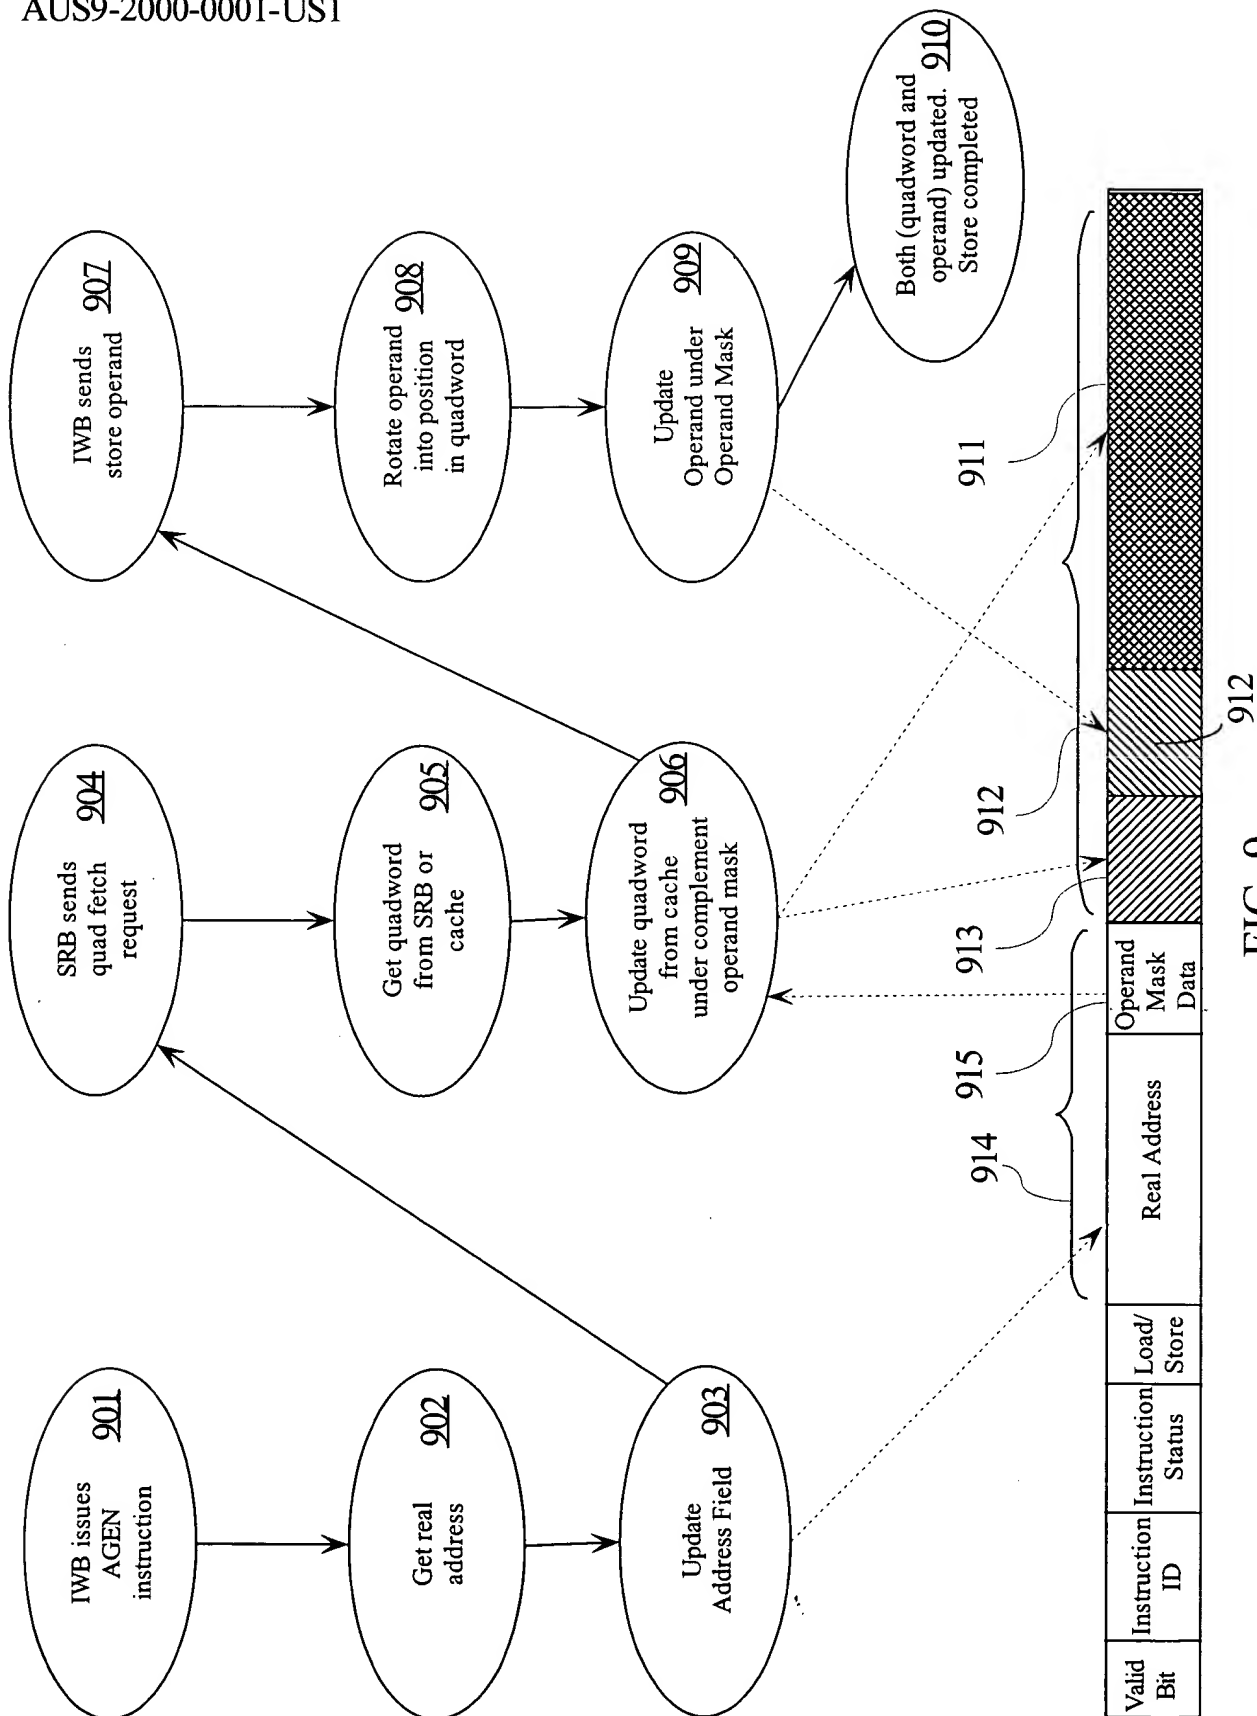 AUS9-2000-0001-US1
IWB issues
AGEN
instruction
901
Get real
address
902
Update
Address Field
903
SRB sends
quad fetch
request
904
Get quadword
from SRB or
cache
905
Update quadword
from cache
under complement
operand mask
906
IWB sends
store operand
907
Rotate operand
into position
in quadword
908
Update
Operand under
Operand Mask
909
Both (quadword and
operand) updated.
Store completed
910
914
915
913
912
911
Valid
Bit
Instruction
ID
Instruction
Status
Load/
Store
Real Address
Operand
Mask
Data
912
FIG. 9